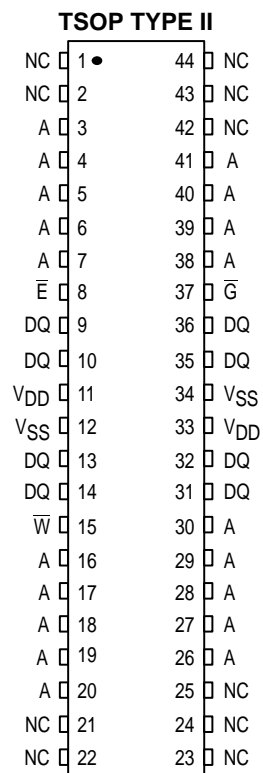 TSOP TYPE II
NC 1 44 NC
NC 2 43 NC
A 3 42 NC
A 4 41 A
A 5 40 A
A 6 39 A
A 7 38 A
E̅ 8 37 G̅
DQ 9 36 DQ
DQ 10 35 DQ
VDD 11 34 VSS
VSS 12 33 VDD
DQ 13 32 DQ
DQ 14 31 DQ
W̅ 15 30 A
A 16 29 A
A 17 28 A
A 18 27 A
A 19 26 A
A 20 25 NC
NC 21 24 NC
NC 22 23 NC